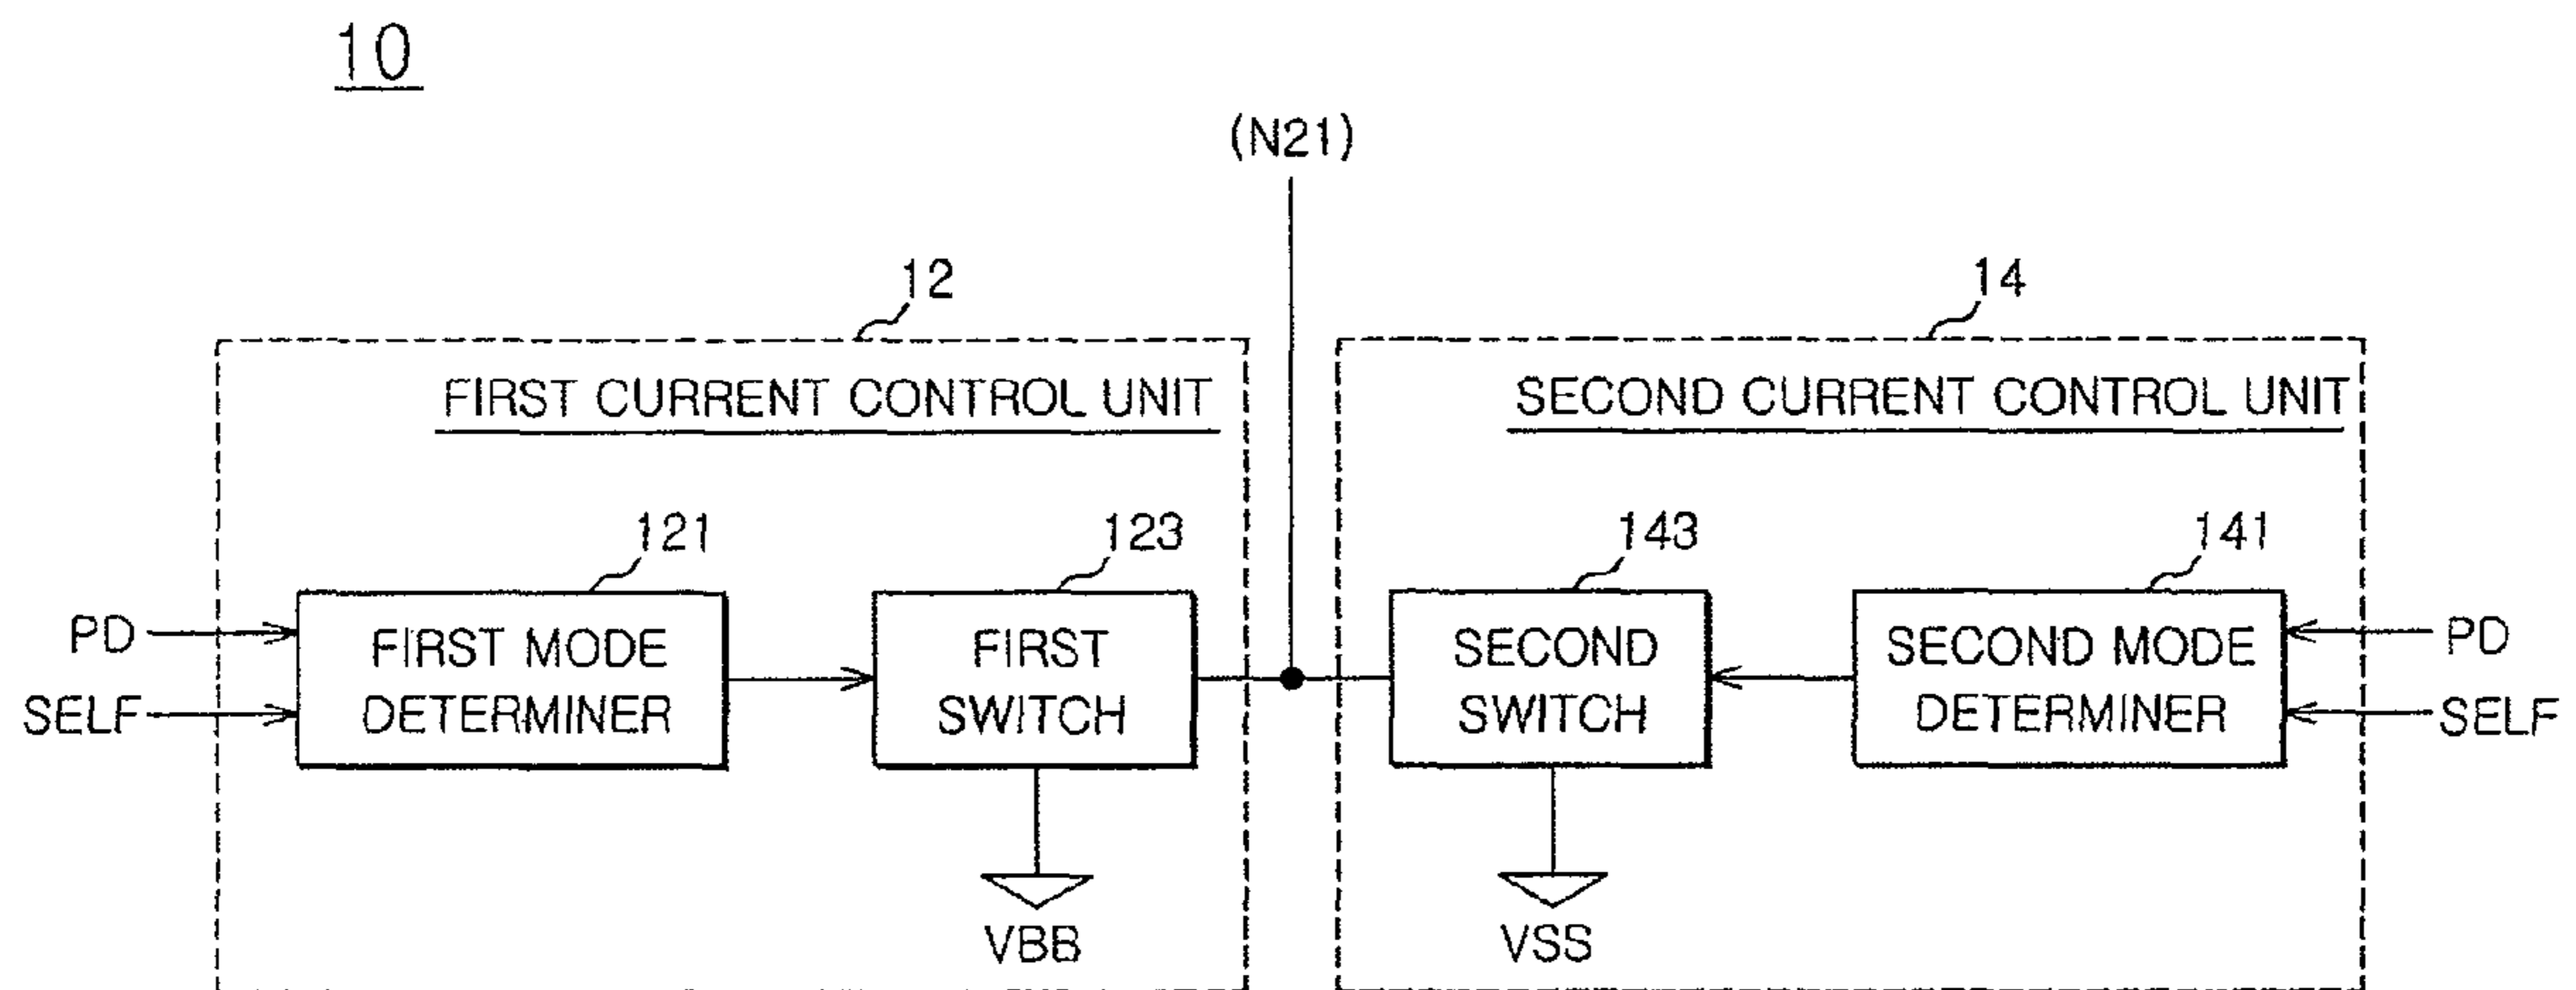 10
(N21)
12
14
FIRST CURRENT CONTROL UNIT
SECOND CURRENT CONTROL UNIT
121
123
143
141
PD
SELF
FIRST MODE
DETERMINER
FIRST
SWITCH
SECOND
SWITCH
SECOND MODE
DETERMINER
PD
SELF
VBB
VSS